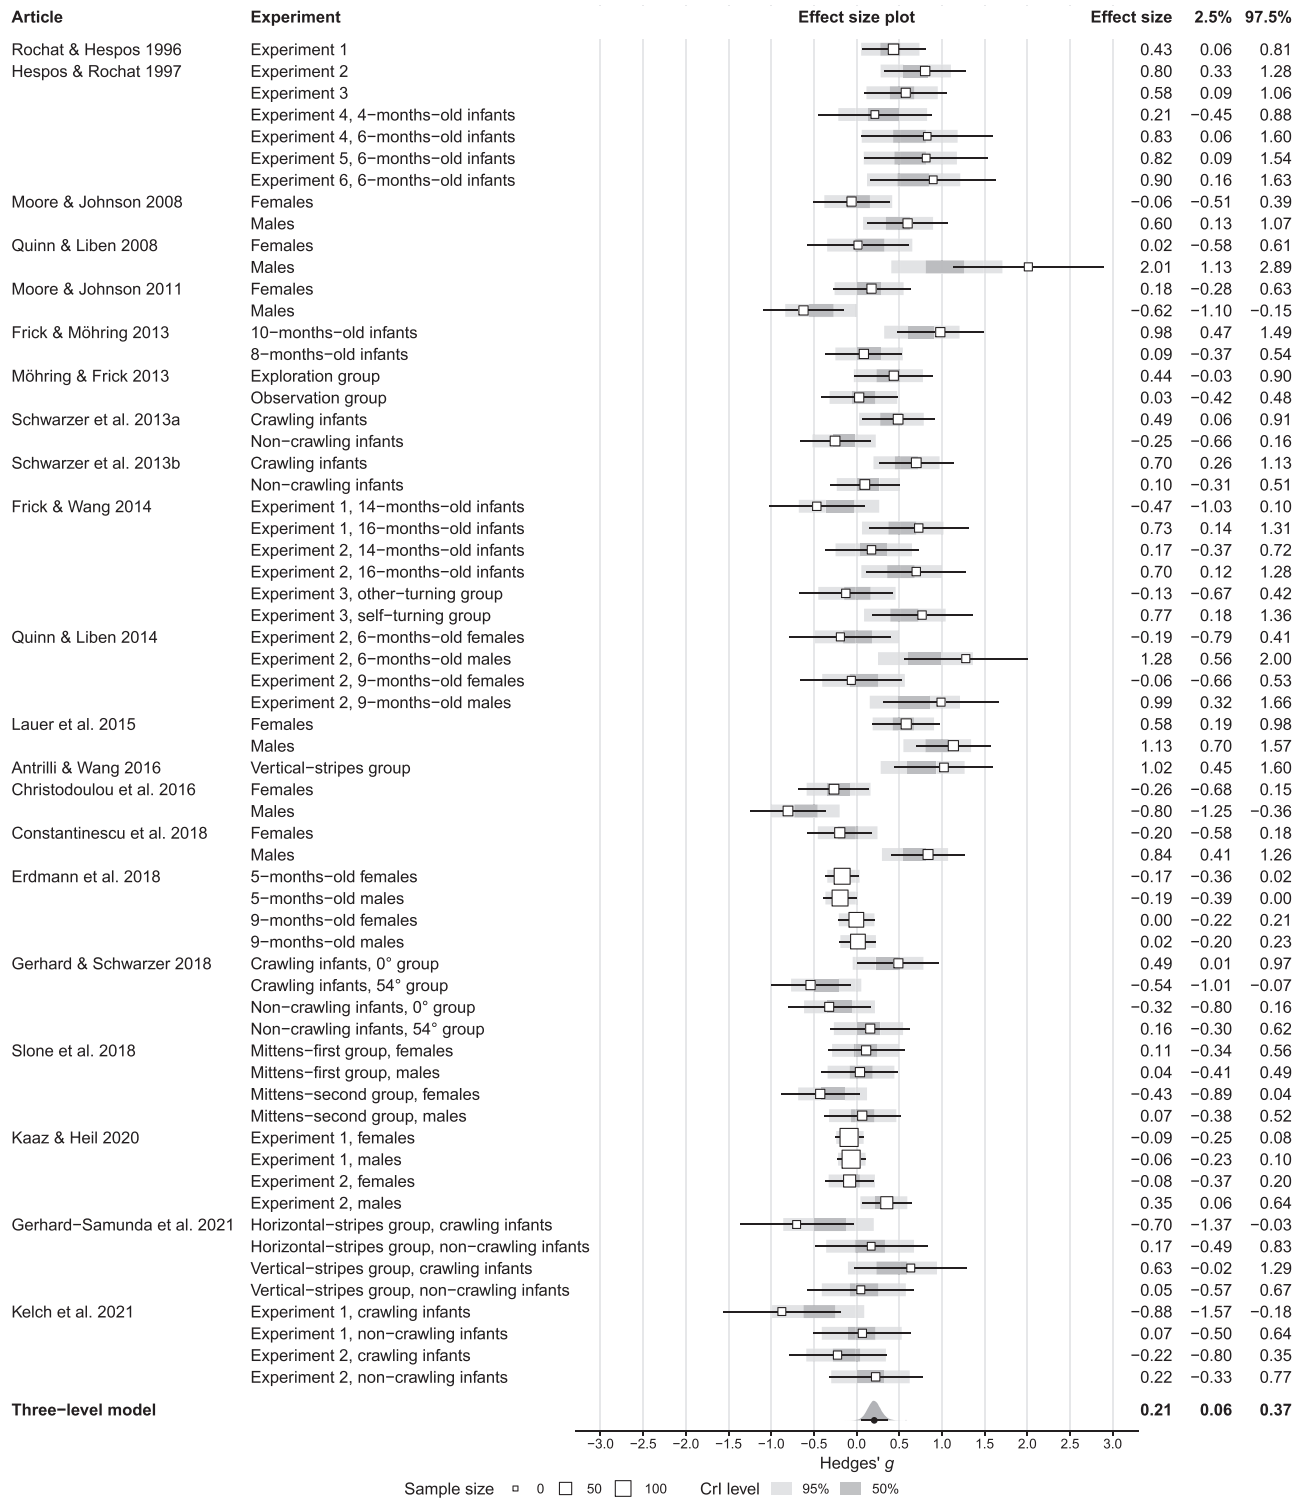 Article Experiment Effect size plot Effect size 2.5% 97.5%
Rochat & Hespos 1996 Experiment 1 0.43 0.06 0.81
Hespos & Rochat 1997 Experiment 2 0.80 0.33 1.28
Experiment 3 0.58 0.09 1.06
Experiment 4, 4−months−old infants 0.21 −0.45 0.88
Experiment 4, 6−months−old infants 0.83 0.06 1.60
Experiment 5, 6−months−old infants 0.82 0.09 1.54
Experiment 6, 6−months−old infants 0.90 0.16 1.63
Moore & Johnson 2008 Females −0.06 −0.51 0.39
Males 0.60 0.13 1.07
Quinn & Liben 2008 Females 0.02 −0.58 0.61
Males 2.01 1.13 2.89
Moore & Johnson 2011 Females 0.18 −0.28 0.63
Males −0.62 −1.10 −0.15
Frick & Möhring 2013 10−months−old infants 0.98 0.47 1.49
8−months−old infants 0.09 −0.37 0.54
Möhring & Frick 2013 Exploration group 0.44 −0.03 0.90
Observation group 0.03 −0.42 0.48
Schwarzer et al. 2013a Crawling infants 0.49 0.06 0.91
Non−crawling infants −0.25 −0.66 0.16
Schwarzer et al. 2013b Crawling infants 0.70 0.26 1.13
Non−crawling infants 0.10 −0.31 0.51
Frick & Wang 2014 Experiment 1, 14−months−old infants −0.47 −1.03 0.10
Experiment 1, 16−months−old infants 0.73 0.14 1.31
Experiment 2, 14−months−old infants 0.17 −0.37 0.72
Experiment 2, 16−months−old infants 0.70 0.12 1.28
Experiment 3, other−turning group −0.13 −0.67 0.42
Experiment 3, self−turning group 0.77 0.18 1.36
Quinn & Liben 2014 Experiment 2, 6−months−old females −0.19 −0.79 0.41
Experiment 2, 6−months−old males 1.28 0.56 2.00
Experiment 2, 9−months−old females −0.06 −0.66 0.53
Experiment 2, 9−months−old males 0.99 0.32 1.66
Lauer et al. 2015 Females 0.58 0.19 0.98
Males 1.13 0.70 1.57
Antrilli & Wang 2016 Vertical−stripes group 1.02 0.45 1.60
Christodoulou et al. 2016 Females −0.26 −0.68 0.15
Males −0.80 −1.25 −0.36
Constantinescu et al. 2018 Females −0.20 −0.58 0.18
Males 0.84 0.41 1.26
Erdmann et al. 2018 5−months−old females −0.17 −0.36 0.02
5−months−old males −0.19 −0.39 0.00
9−months−old females 0.00 −0.22 0.21
9−months−old males 0.02 −0.20 0.23
Gerhard & Schwarzer 2018 Crawling infants, 0° group 0.49 0.01 0.97
Crawling infants, 54° group −0.54 −1.01 −0.07
Non−crawling infants, 0° group −0.32 −0.80 0.16
Non−crawling infants, 54° group 0.16 −0.30 0.62
Slone et al. 2018 Mittens−first group, females 0.11 −0.34 0.56
Mittens−first group, males 0.04 −0.41 0.49
Mittens−second group, females −0.43 −0.89 0.04
Mittens−second group, males 0.07 −0.38 0.52
Kaaz & Heil 2020 Experiment 1, females −0.09 −0.25 0.08
Experiment 1, males −0.06 −0.23 0.10
Experiment 2, females −0.08 −0.37 0.20
Experiment 2, males 0.35 0.06 0.64
Gerhard−Samunda et al. 2021 Horizontal−stripes group, crawling infants −0.70 −1.37 −0.03
Horizontal−stripes group, non−crawling infants 0.17 −0.49 0.83
Vertical−stripes group, crawling infants 0.63 −0.02 1.29
Vertical−stripes group, non−crawling infants 0.05 −0.57 0.67
Kelch et al. 2021 Experiment 1, crawling infants −0.88 −1.57 −0.18
Experiment 1, non−crawling infants 0.07 −0.50 0.64
Experiment 2, crawling infants −0.22 −0.80 0.35
Experiment 2, non−crawling infants 0.22 −0.33 0.77
Three−level model 0.21 0.06 0.37
−3.0 −2.5 −2.0 −1.5 −1.0 −0.5 0.0 0.5 1.0 1.5 2.0 2.5 3.0
Hedges' g
Sample size 0 50 100 CrI level 95% 50%